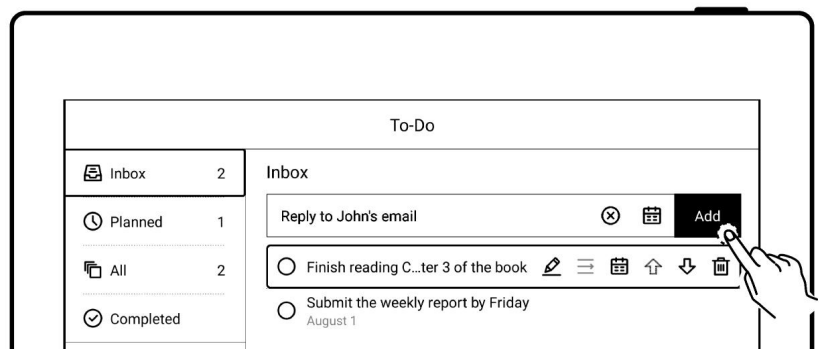 To-Do
Inbox 2
Planned 1
All 2
Completed
Inbox
Reply to John's email
Add
Finish reading C...ter 3 of the book
Submit the weekly report by Friday
August 1